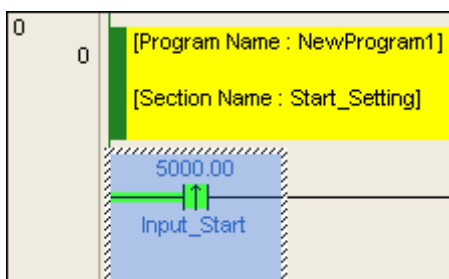 0
0
[Program Name : NewProgram1]
[Section Name : Start_Setting]
5000.00
Input_Start